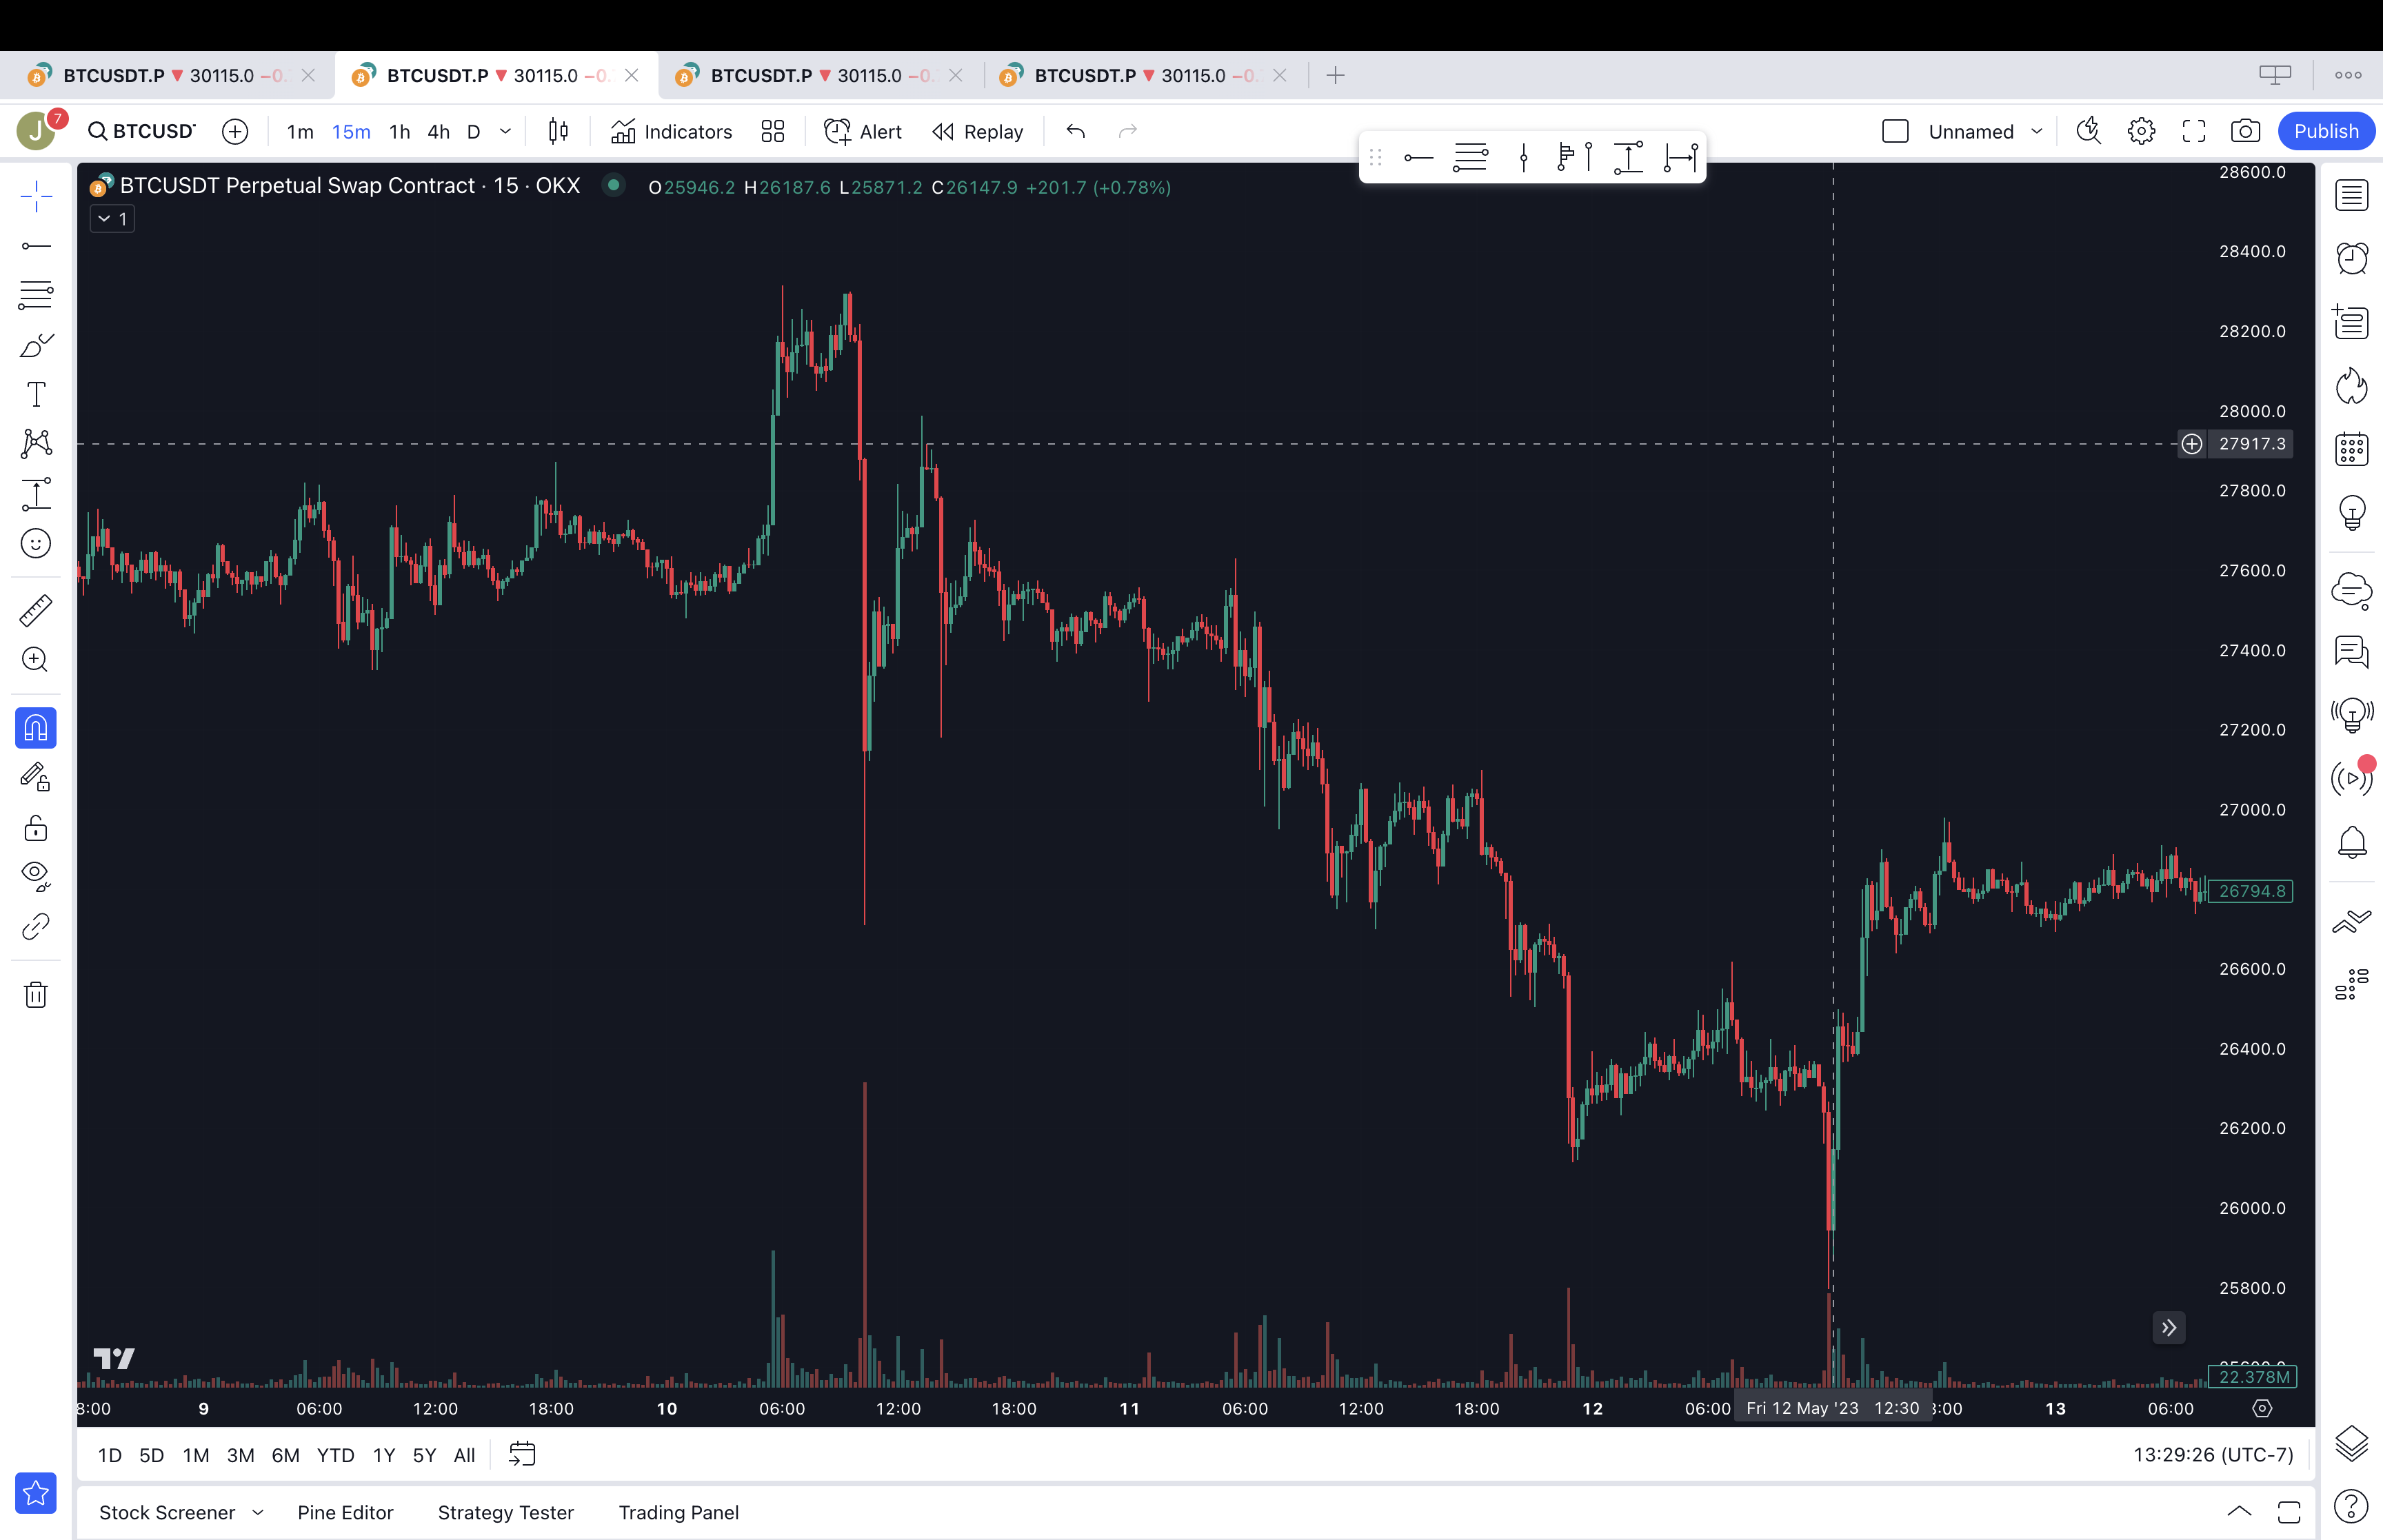 BTCUSDT.P ▼ 30115.0 −0. BTCUSDT.P ▼ 30115.0 −0. BTCUSDT.P ▼ 30115.0 −0. BTCUSDT.P ▼ 30115.0 −0.
J 7 BTCUSD 1m 15m 1h 4h D Indicators Alert Replay Unnamed Publish
BTCUSDT Perpetual Swap Contract · 15 · OKX O25946.2 H26187.6 L25871.2 C26147.9 +201.7 (+0.78%)
1
28600.0
28400.0
28200.0
28000.0
27917.3
27800.0
27600.0
27400.0
27200.0
27000.0
26794.8
26600.0
26400.0
26200.0
26000.0
25800.0
22.378M
3:00 9 06:00 12:00 18:00 10 06:00 12:00 18:00 11 06:00 12:00 18:00 12 06:00 Fri 12 May '23 12:30 3:00 13 06:00
1D 5D 1M 3M 6M YTD 1Y 5Y All 13:29:26 (UTC-7)
Stock Screener Pine Editor Strategy Tester Trading Panel